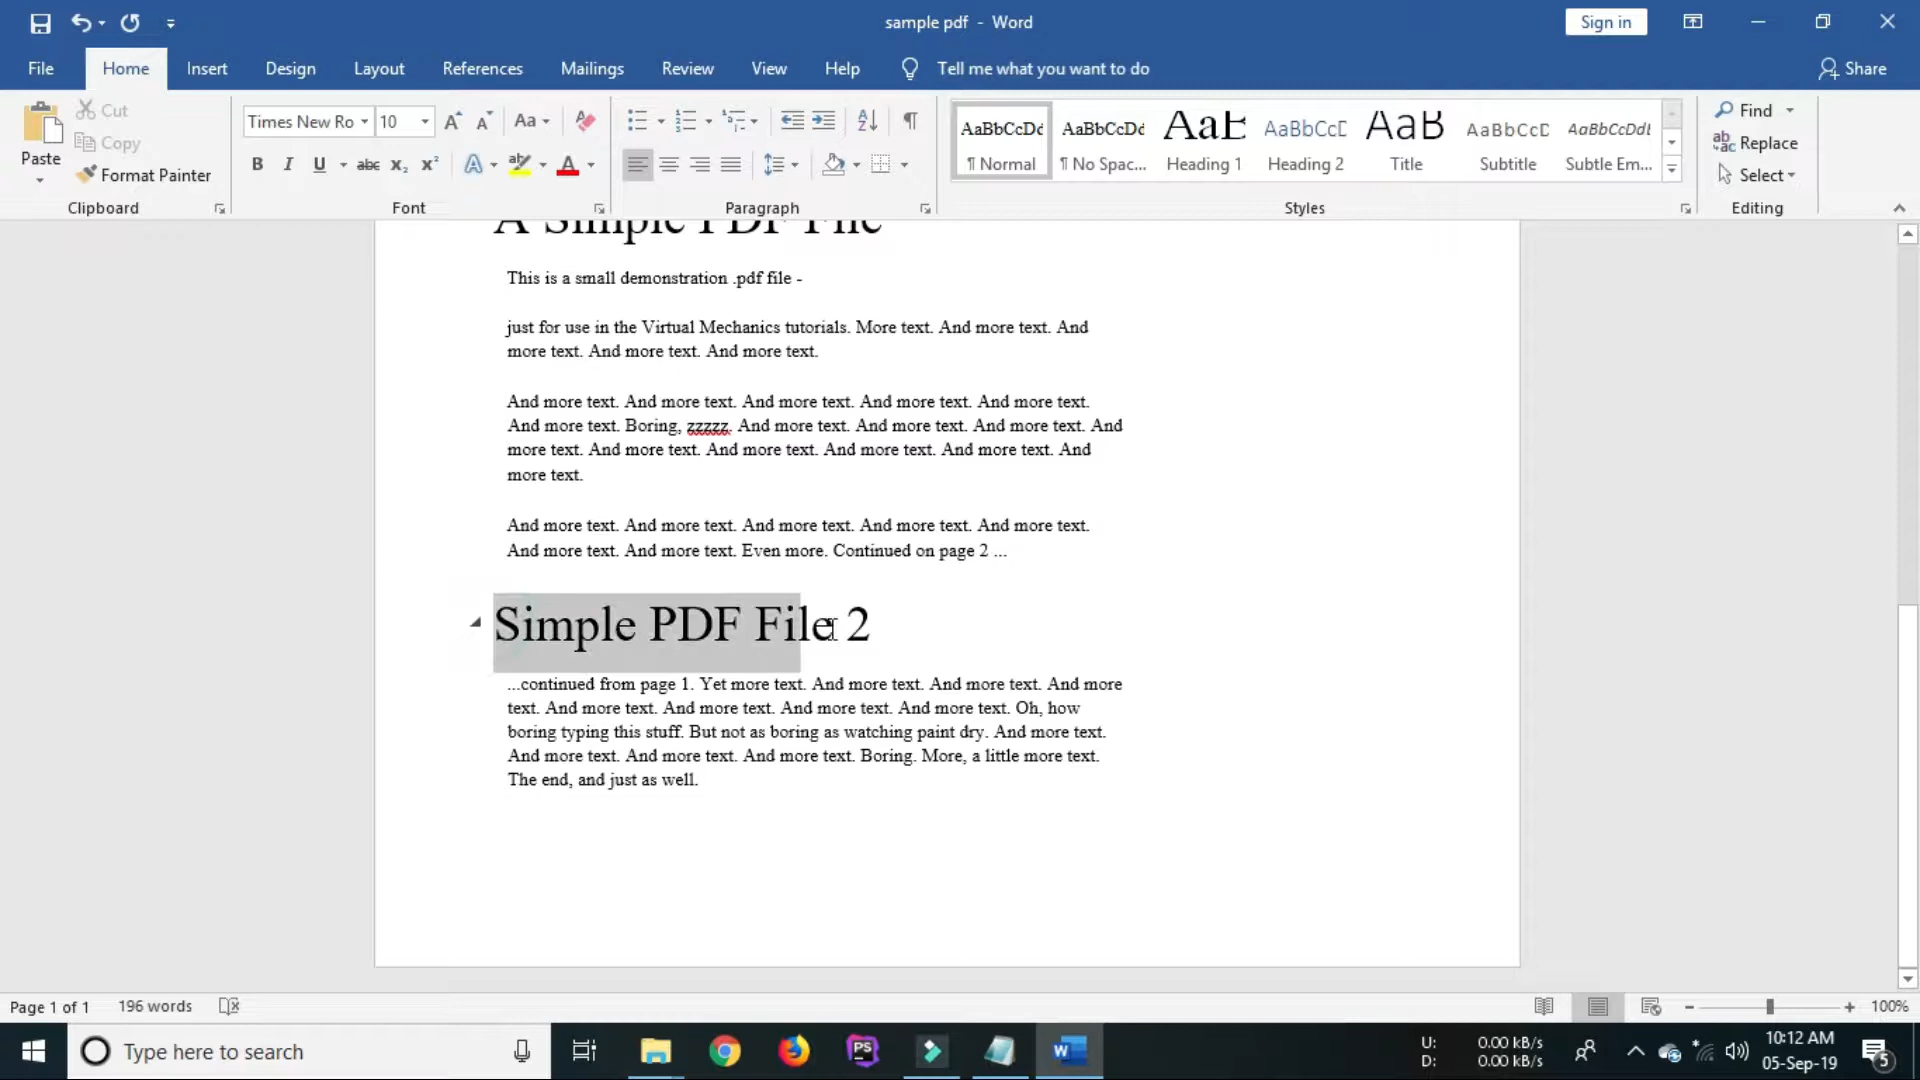 sample pdf - Word
Sign in
File Home Insert Design Layout References Mailings Review View Help Tell me what you want to do Share
Paste
Cut
Copy
Format Painter
Clipboard
Times New Ro 10
Font
Paragraph
AaBbCcDd AaBbCcDd AaB AaBbCcD AaB AaBbCcD AaBbCcDd
¶ Normal ¶ No Spac... Heading 1 Heading 2 Title Subtitle Subtle Em...
Styles
Find
Replace
Select
Editing
A Simple PDF File
This is a small demonstration .pdf file -
just for use in the Virtual Mechanics tutorials. More text. And more text. And
more text. And more text. And more text.
And more text. And more text. And more text. And more text. And more text.
And more text. Boring, zzzzz. And more text. And more text. And more text. And
more text. And more text. And more text. And more text. And more text. And
more text.
And more text. And more text. And more text. And more text. And more text.
And more text. And more text. Even more. Continued on page 2 ...
Simple PDF File 2
...continued from page 1. Yet more text. And more text. And more text. And more
text. And more text. And more text. And more text. And more text. Oh, how
boring typing this stuff. But not as boring as watching paint dry. And more text.
And more text. And more text. And more text. Boring. More, a little more text.
The end, and just as well.
Page 1 of 1 196 words 100%
Type here to search
U: 0.00 kB/s
D: 0.00 kB/s
10:12 AM
05-Sep-19
5